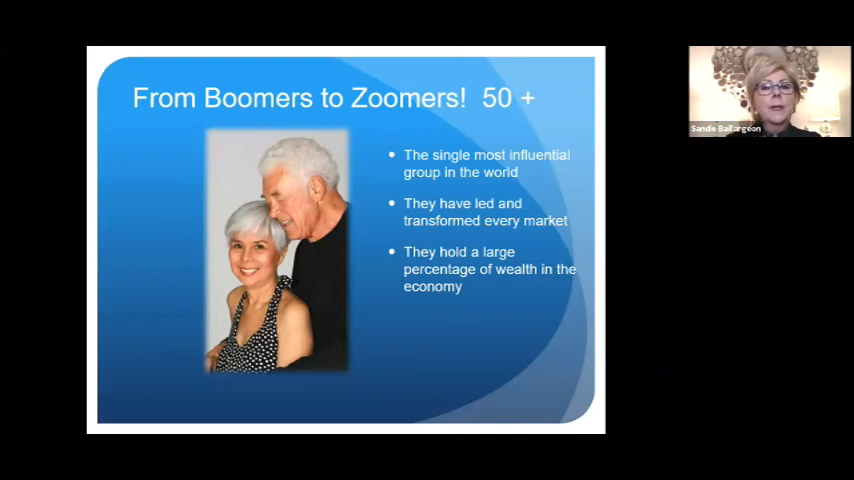 From Boomers to Zoomers! 50 +
• The single most influential
group in the world
• They have led and
transformed every market
• They hold a large
percentage of wealth in the
economy
Sandie Baillargeon